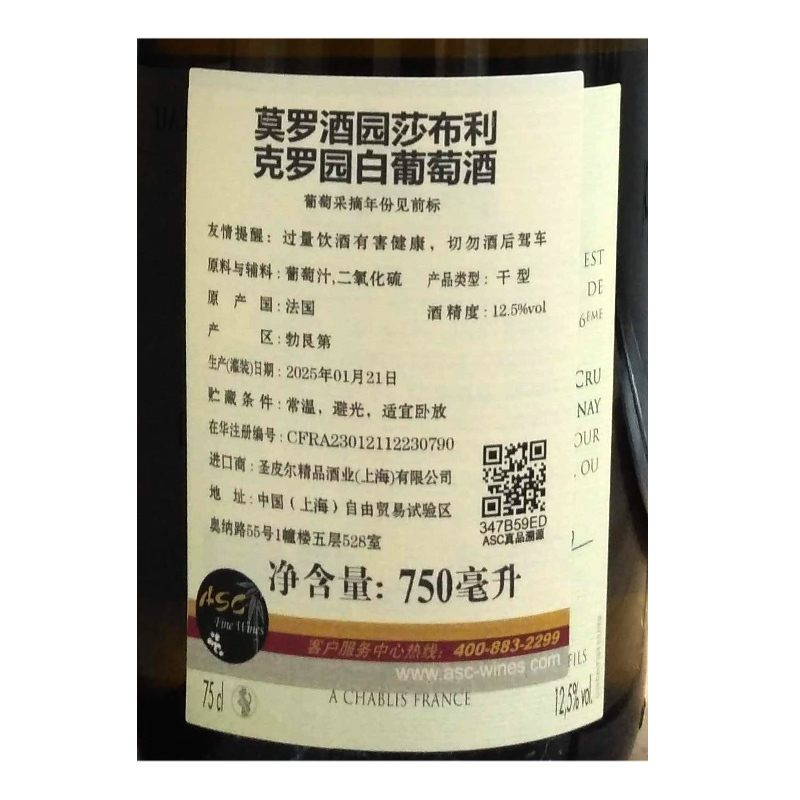 莫罗酒园莎布利
克罗园白葡萄酒
葡萄采摘年份见前标
友情提醒：过量饮酒有害健康，切勿酒后驾车
原料与辅料：葡萄汁,二氧化硫 产品类型：干型
原产国：法国 酒精度：12.5%vol
产区：勃艮第
生产(灌装)日期：2025年01月21日
贮藏条件：常温，避光，适宜卧放
在华注册编号：CFRA23012112230790
进口商：圣皮尔精品酒业(上海)有限公司
地址：中国（上海）自由贸易试验区
奥纳路55号1幢楼五层528室
347B59ED
ASC真品溯源
净含量：750毫升
ASC
Fine Wines
客户服务中心热线：400-883-2299
www.asc-wines.com
75 cl
A CHABLIS FRANCE
12,5% vol.
EST
DE
6EME
CRU
NAY
OUR
OU
FILS